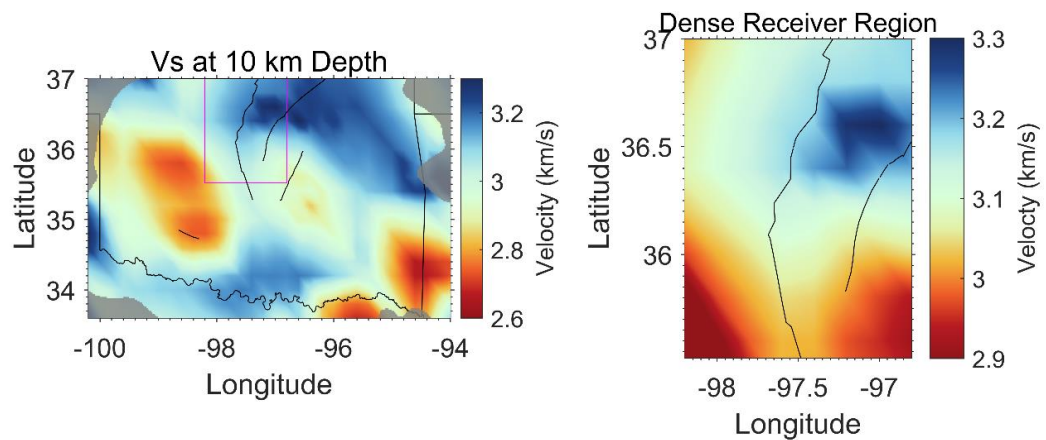 Vs at 10 km Depth
37
36
35
34
Latitude
-100
-98
-96
-94
Longitude
3.2
3
2.8
2.6
Velocity (km/s)
Dense Receiver Region
37
36.5
36
Latitude
-98
-97.5
-97
Longitude
3.3
3.2
3.1
3
2.9
Velocty (km/s)